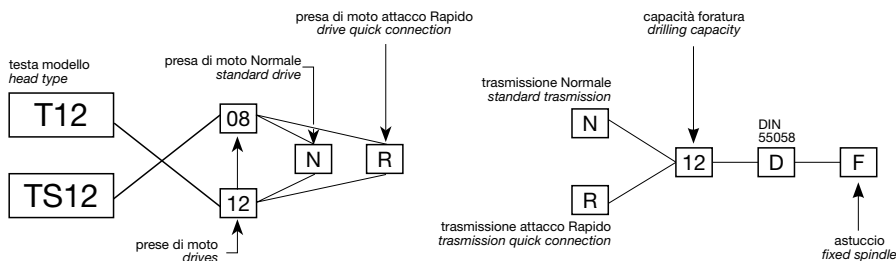 testa modello
head type
T12
TS12
presa di moto attacco Rapido
drive quick connection
presa di moto Normale
standard drive
08
N
R
12
prese di moto
drives
capacità foratura
drilling capacity
trasmissione Normale
standard trasmission
N
DIN
55058
12
D
F
R
trasmissione attacco Rapido
trasmission quick connection
astuccio
fixed spindle